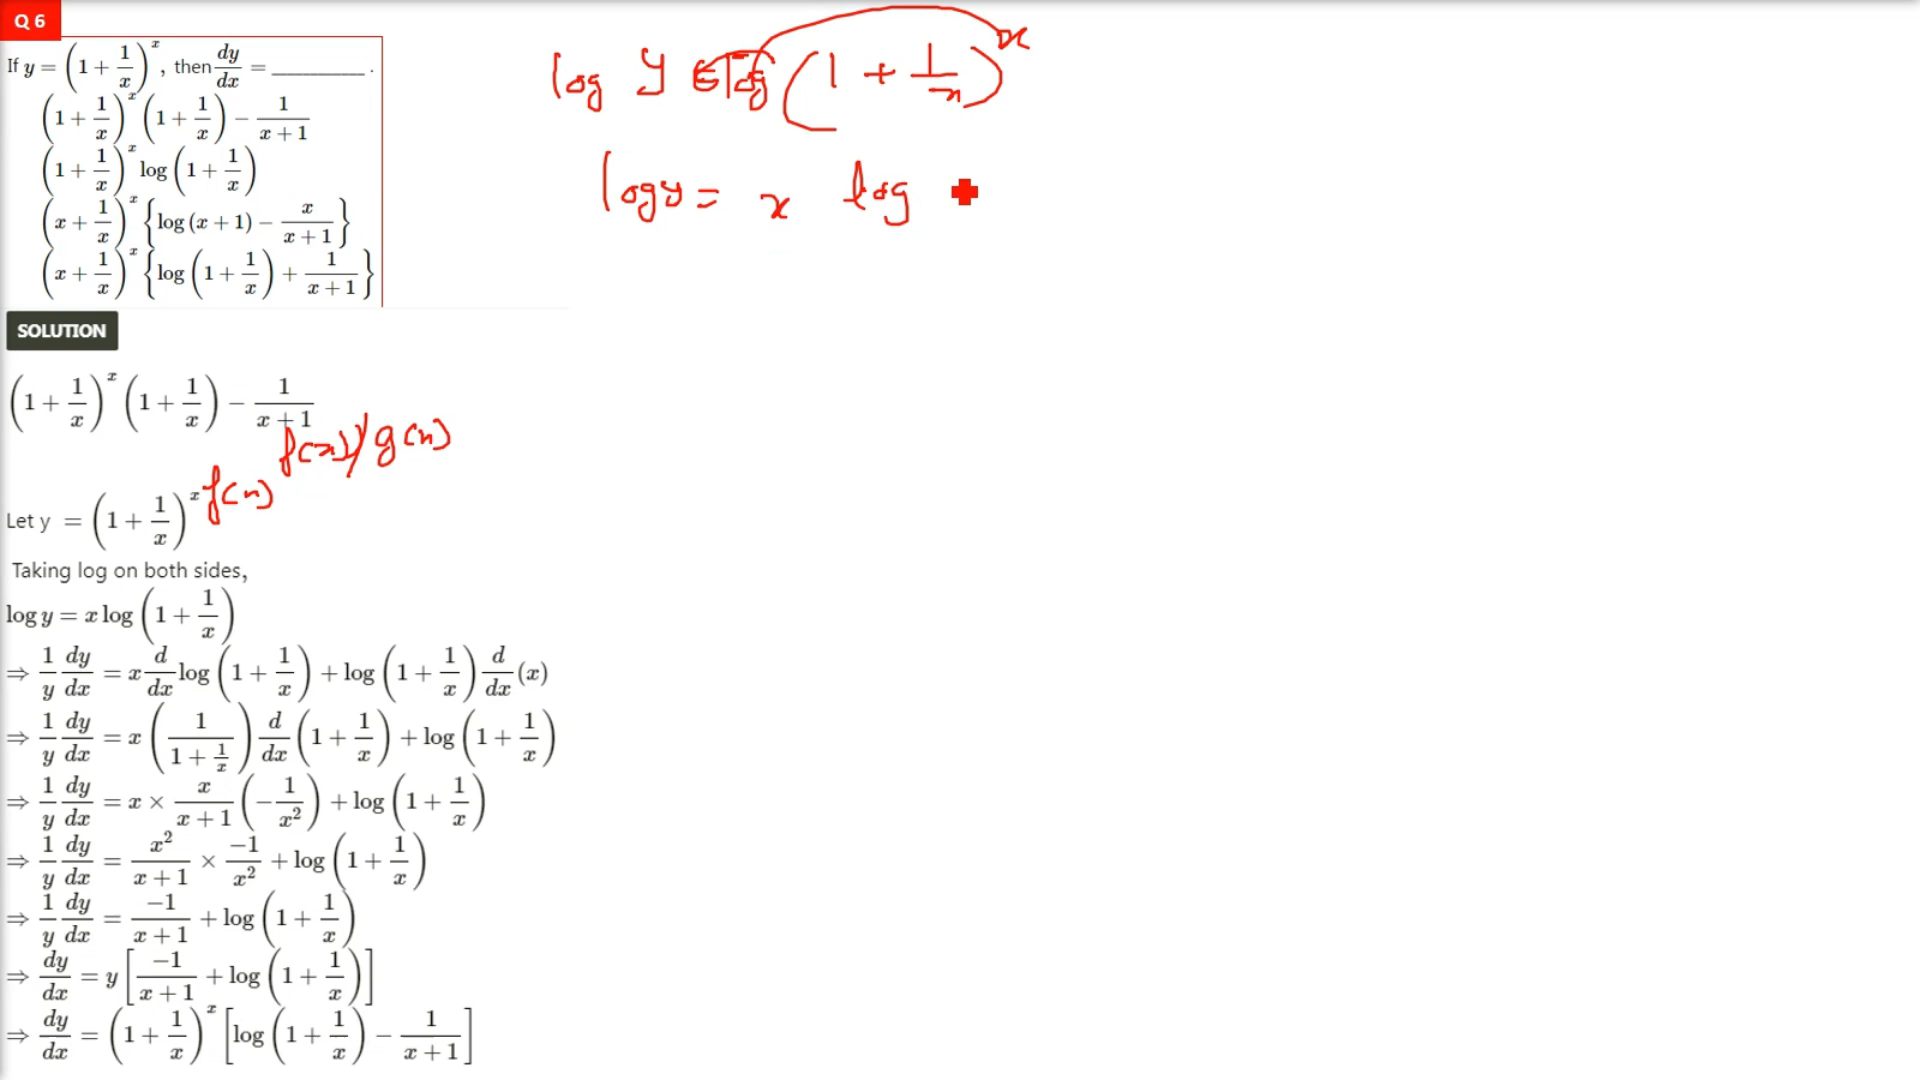 Q 6
If y = (1 + 1/x)^x, then dy/dx = ________ .
(1 + 1/x)^x (1 + 1/x) − 1/(x + 1)
(1 + 1/x)^x log (1 + 1/x)
(x + 1/x)^x {log (x + 1) − x/(x + 1)}
(x + 1/x)^x {log (1 + 1/x) + 1/(x + 1)}
SOLUTION
(1 + 1/x)^x (1 + 1/x) − 1/(x + 1)
f(x) f(x)/g(x)
Let y = (1 + 1/x)^x
Taking log on both sides,
log y = x log (1 + 1/x)
⇒ 1/y dy/dx = x d/dx log (1 + 1/x) + log (1 + 1/x) d/dx (x)
⇒ 1/y dy/dx = x (1/(1 + 1/x)) d/dx (1 + 1/x) + log (1 + 1/x)
⇒ 1/y dy/dx = x × x/(x + 1) (−1/x²) + log (1 + 1/x)
⇒ 1/y dy/dx = x²/(x + 1) × −1/x² + log (1 + 1/x)
⇒ 1/y dy/dx = −1/(x + 1) + log (1 + 1/x)
⇒ dy/dx = y [−1/(x + 1) + log (1 + 1/x)]
⇒ dy/dx = (1 + 1/x)^x [log (1 + 1/x) − 1/(x + 1)]
log y = log (1 + 1/x)^x
log y = x log